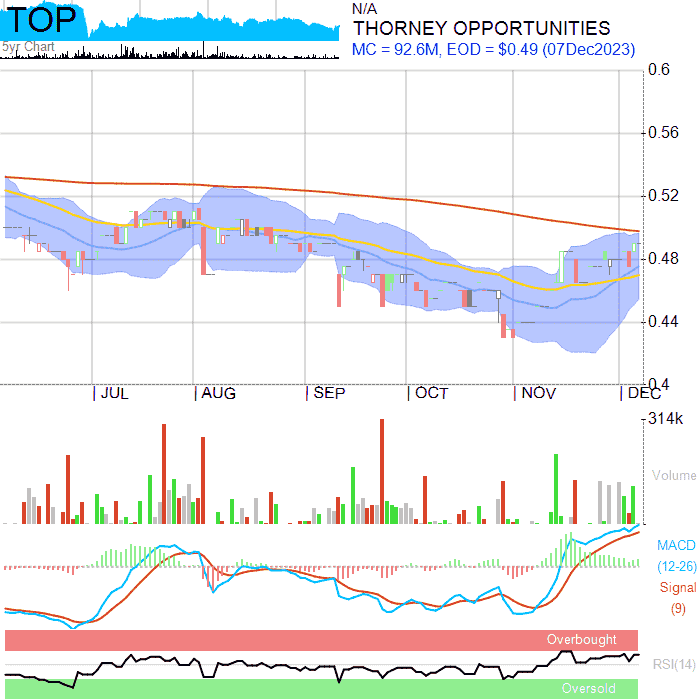 TOP
5yr Chart
N/A
THORNEY OPPORTUNITIES
MC = 92.6M, EOD = $0.49 (07Dec2023)
0.6
0.56
0.52
0.48
0.44
0.4
JUL AUG SEP OCT NOV DEC
314k
Volume
MACD
(12-26)
Signal
(9)
Overbought
RSI(14)
Oversold